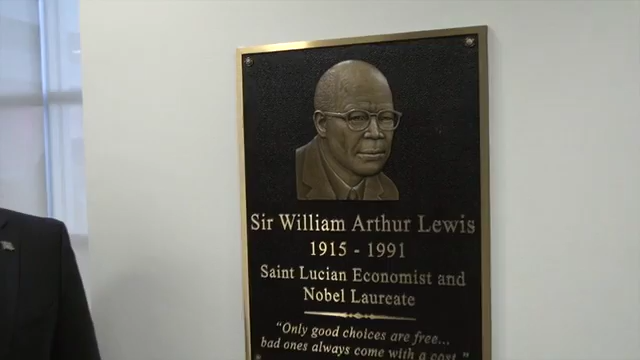 Sir William Arthur Lewis
1915 - 1991
Saint Lucian Economist and
Nobel Laureate
"Only good choices are free...
bad ones always come with a cost."